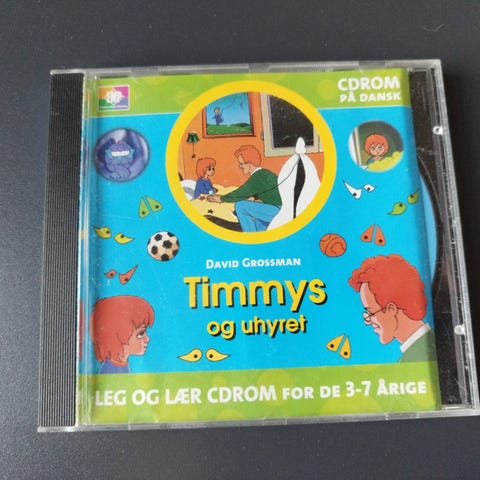 CDROM
PÅ DANSK
DAVID GROSSMAN
Timmys
og uhyret
LEG OG LÆR CDROM FOR DE 3-7 ÅRIGE